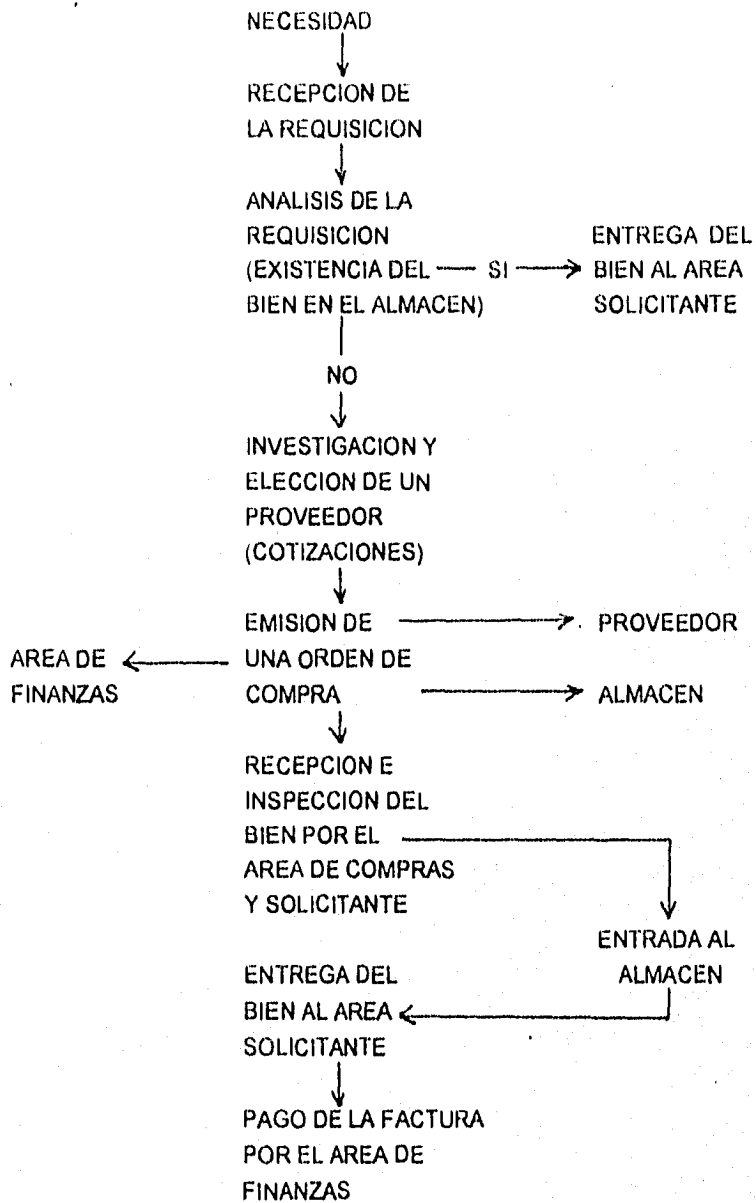 NECESIDAD
RECEPCION DE
LA REQUISICION
ANALISIS DE LA
REQUISICION
(EXISTENCIA DEL
BIEN EN EL ALMACEN)
SI
ENTREGA DEL
BIEN AL AREA
SOLICITANTE
NO
INVESTIGACION Y
ELECCION DE UN
PROVEEDOR
(COTIZACIONES)
EMISION DE
UNA ORDEN DE
COMPRA
PROVEEDOR
AREA DE
FINANZAS
ALMACEN
RECEPCION E
INSPECCION DEL
BIEN POR EL
AREA DE COMPRAS
Y SOLICITANTE
ENTRADA AL
ALMACEN
ENTREGA DEL
BIEN AL AREA
SOLICITANTE
PAGO DE LA FACTURA
POR EL AREA DE
FINANZAS